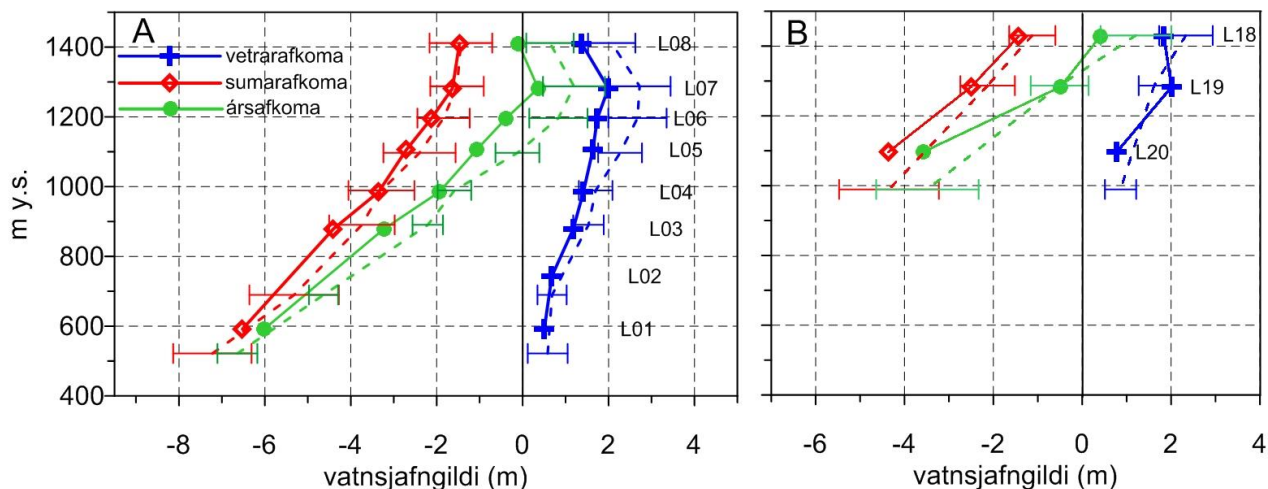 A
vetrarafkoma
sumarafkoma
ársafkoma
m y.s.
1400
1200
1000
800
600
400
L08
L07
L06
L05
L04
L03
L02
L01
-8 -6 -4 -2 0 2 4
vatnsjafngildi (m)
B
L18
L19
L20
-6 -4 -2 0 2 4
vatnsjafngildi (m)